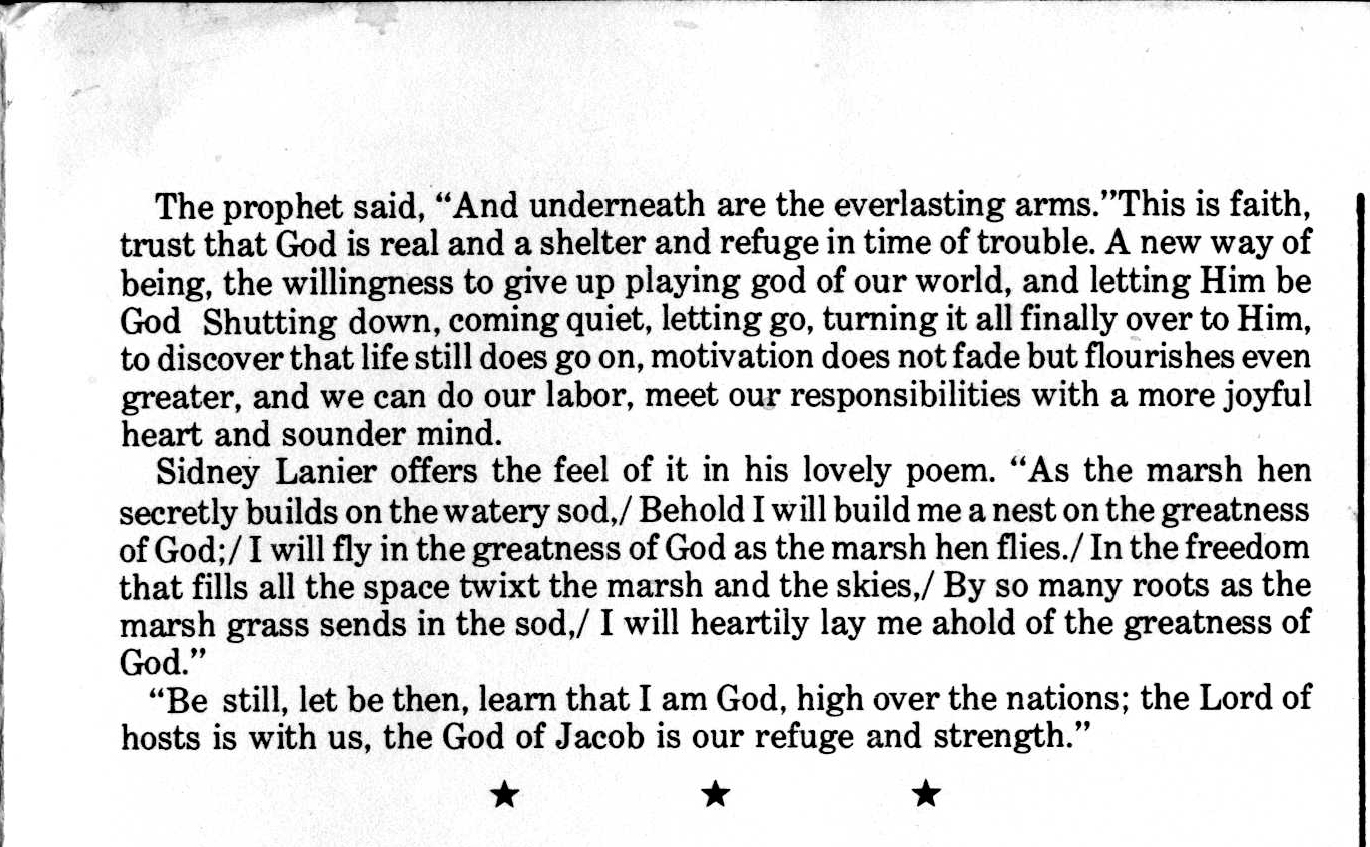 The prophet said, “And underneath are the everlasting arms.”This is faith,
trust that God is real and a shelter and refuge in time of trouble. A new way of
being, the willingness to give up playing god of our world, and letting Him be
God Shutting down, coming quiet, letting go, turning it all finally over to Him,
to discover that life still does go on, motivation does not fade but flourishes even
greater, and we can do our labor, meet our responsibilities with a more joyful
heart and sounder mind.
Sidney Lanier offers the feel of it in his lovely poem. “As the marsh hen
secretly builds on the watery sod,/ Behold I will build me a nest on the greatness
of God;/ I will fly in the greatness of God as the marsh hen flies./ In the freedom
that fills all the space twixt the marsh and the skies,/ By so many roots as the
marsh grass sends in the sod,/ I will heartily lay me ahold of the greatness of
God.”
“Be still, let be then, learn that I am God, high over the nations; the Lord of
hosts is with us, the God of Jacob is our refuge and strength.”
★ ★ ★